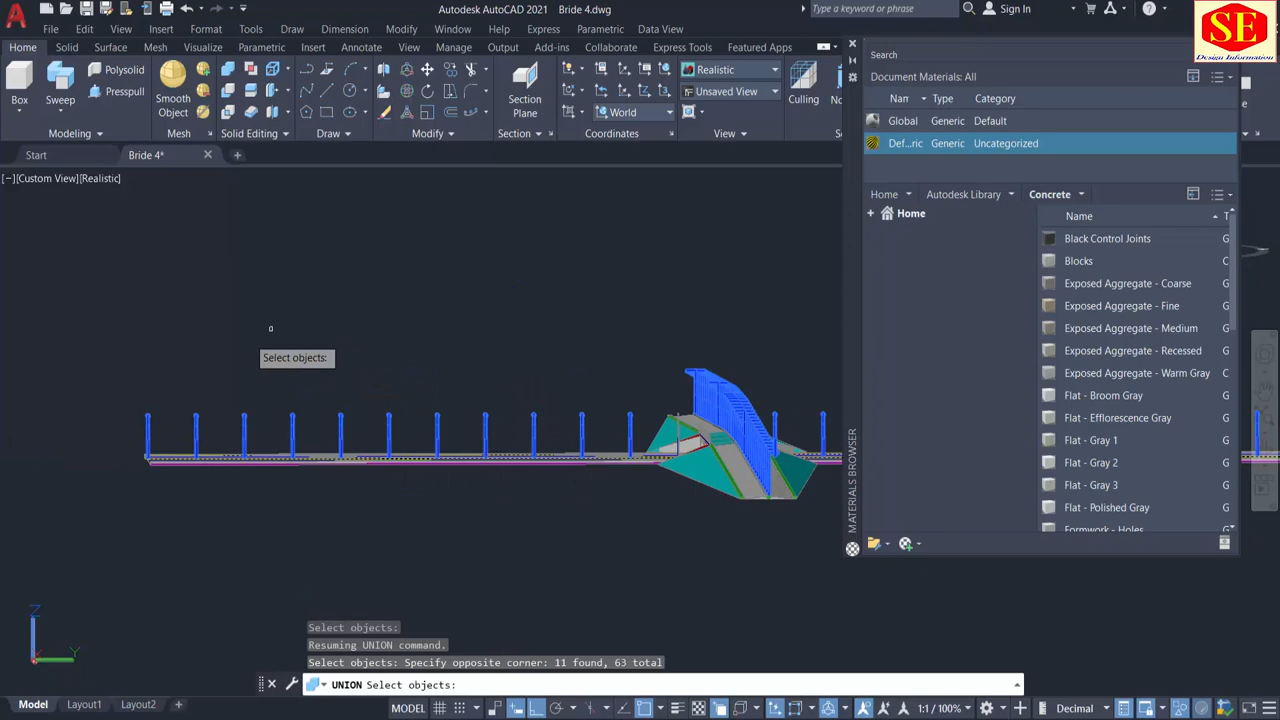 Autodesk AutoCAD 2021 Bride 4.dwg
Type a keyword or phrase
Sign In
SE
Design Information
Edit View Insert Format Tools Draw Dimension Modify Window Help Express Parametric Data View
Home Solid Surface Mesh Visualize Parametric Insert Annotate View Manage Output Add-ins Collaborate Express Tools Featured Apps
Box
Sweep
Polysolid
Presspull
Smooth
Object
Section
Plane
World
Realistic
Unsaved View
Culling
Modeling
Mesh
Solid Editing
Draw
Modify
Section
Coordinates
View
Start
Bride 4*
[−][Custom View][Realistic]
Search
Document Materials: All
Type Category
Global Generic Default
Def...ric Generic Uncategorized
Home Autodesk Library Concrete
Home
Name
Black Control Joints G
Blocks C
Exposed Aggregate - Coarse G
Exposed Aggregate - Fine G
Exposed Aggregate - Medium G
Exposed Aggregate - Recessed G
Exposed Aggregate - Warm Gray C
Flat - Broom Gray G
Flat - Efflorescence Gray G
Flat - Gray 1 G
Flat - Gray 2 G
Flat - Gray 3 G
Flat - Polished Gray G
Formwork - Holes
MATERIALS BROWSER
Select objects:
Z
Y
Select objects:
Resuming UNION command.
Select objects: Specify opposite corner: 11 found, 63 total
UNION Select objects:
Model Layout1 Layout2
MODEL
1:1 / 100%
Decimal